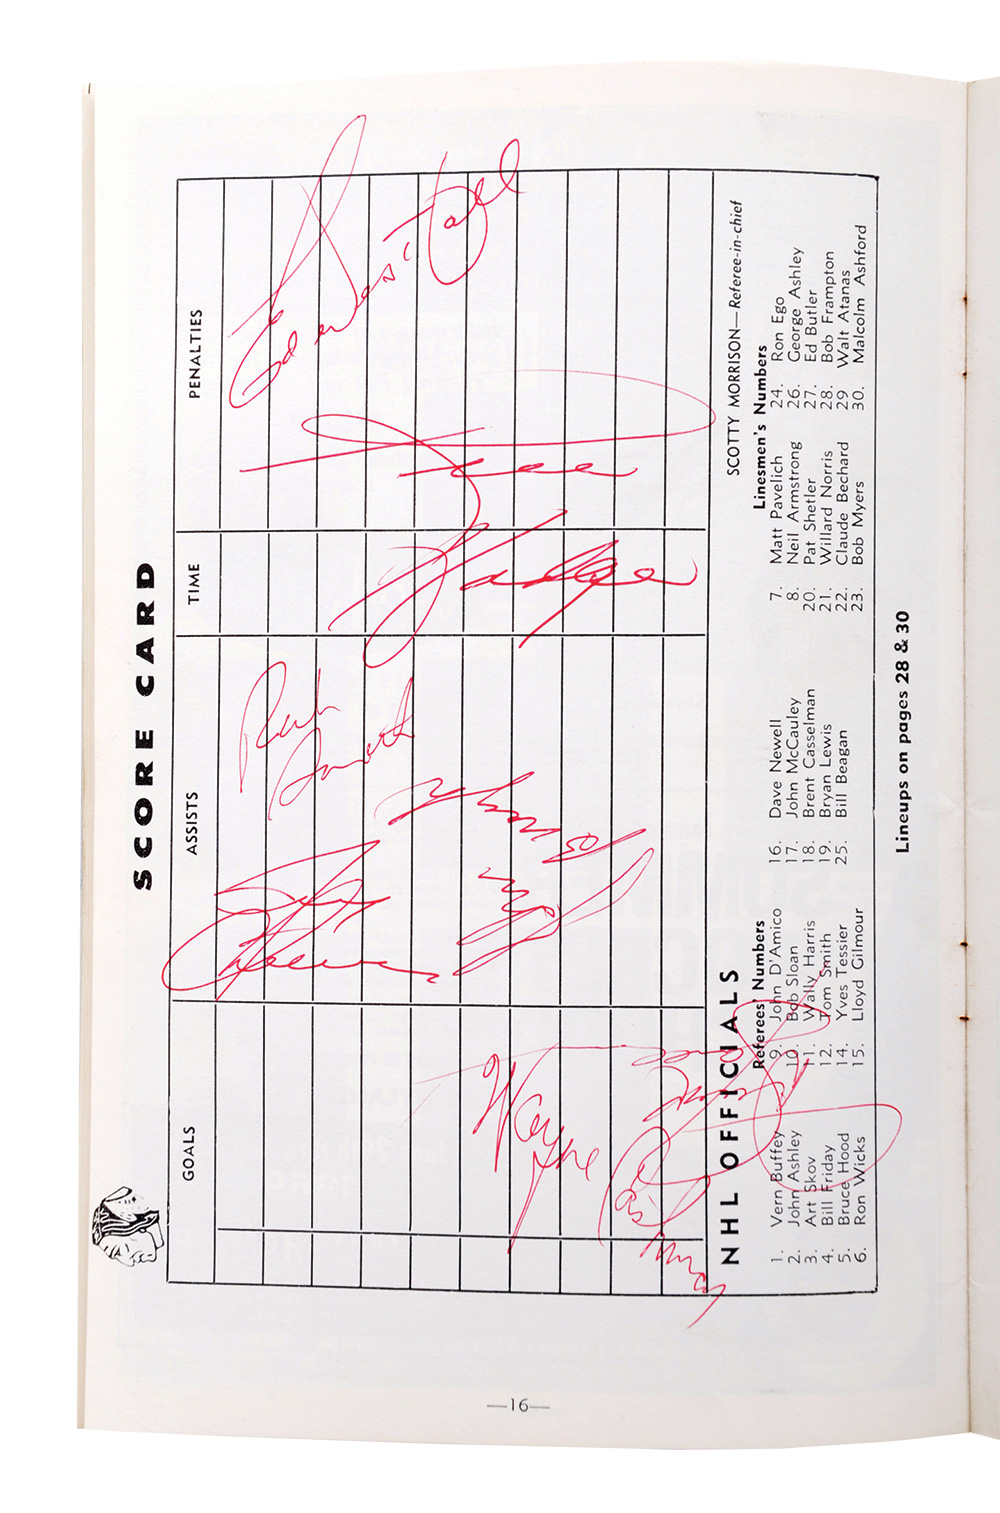 SCORE CARD
GOALS
ASSISTS
TIME
PENALTIES
Wayne
NHL OFFICIALS
SCOTTY MORRISON—Referee-in-chief
Referees' Numbers
Linesmen's Numbers
1. Vern Buffey
2. John Ashley
3. Art Skov
4. Bill Friday
5. Bruce Hood
6. Ron Wicks
9. John D'Amico
10. Bob Sloan
11. Wally Harris
12. Tom Smith
14. Yves Tessier
15. Lloyd Gilmour
16. Dave Newell
17. John McCauley
18. Brent Casselman
19. Bryan Lewis
25. Bill Beagan
7. Matt Pavelich
8. Neil Armstrong
20. Pat Shetler
21. Willard Norris
22. Claude Bechard
23. Bob Myers
24. Ron Ego
26. George Ashley
27. Ed Butler
28. Bob Frampton
29 Walt Atanas
30. Malcolm Ashford
Lineups on pages 28 & 30
—16—